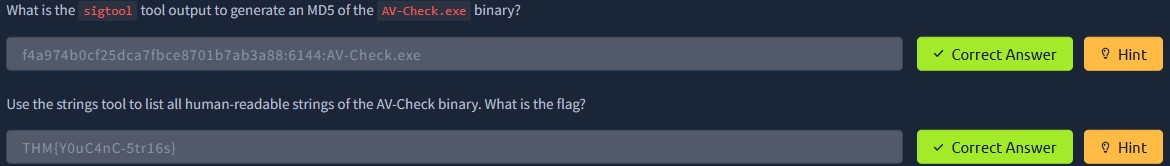 What is the sigtool tool output to generate an MD5 of the AV-Check.exe binary?
f4a974b0cf25dca7fbce8701b7ab3a88:6144:AV-Check.exe
Correct Answer
Hint
Use the strings tool to list all human-readable strings of the AV-Check binary. What is the flag?
THM{Y0uC4nC-5tr16s}
Correct Answer
Hint